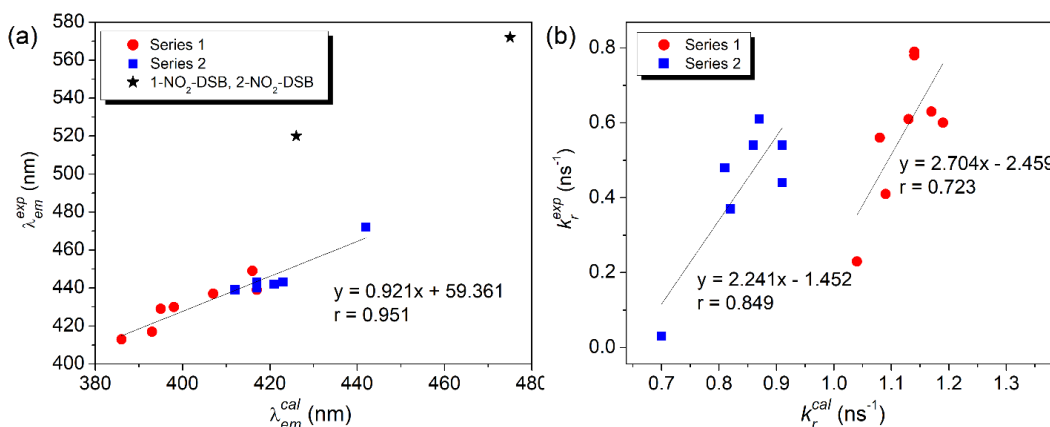 (a)
580
560
540
520
500
480
460
440
420
400
λ_em^exp (nm)
Series 1
Series 2
1-NO₂-DSB, 2-NO₂-DSB
y = 0.921x + 59.361
r = 0.951
380 400 420 440 460 480
λ_em^cal (nm)
(b)
0.8
0.6
0.4
0.2
0.0
k_r^exp (ns⁻¹)
Series 1
Series 2
y = 2.704x - 2.459
r = 0.723
y = 2.241x - 1.452
r = 0.849
0.7 0.8 0.9 1.0 1.1 1.2 1.3
k_r^cal (ns⁻¹)